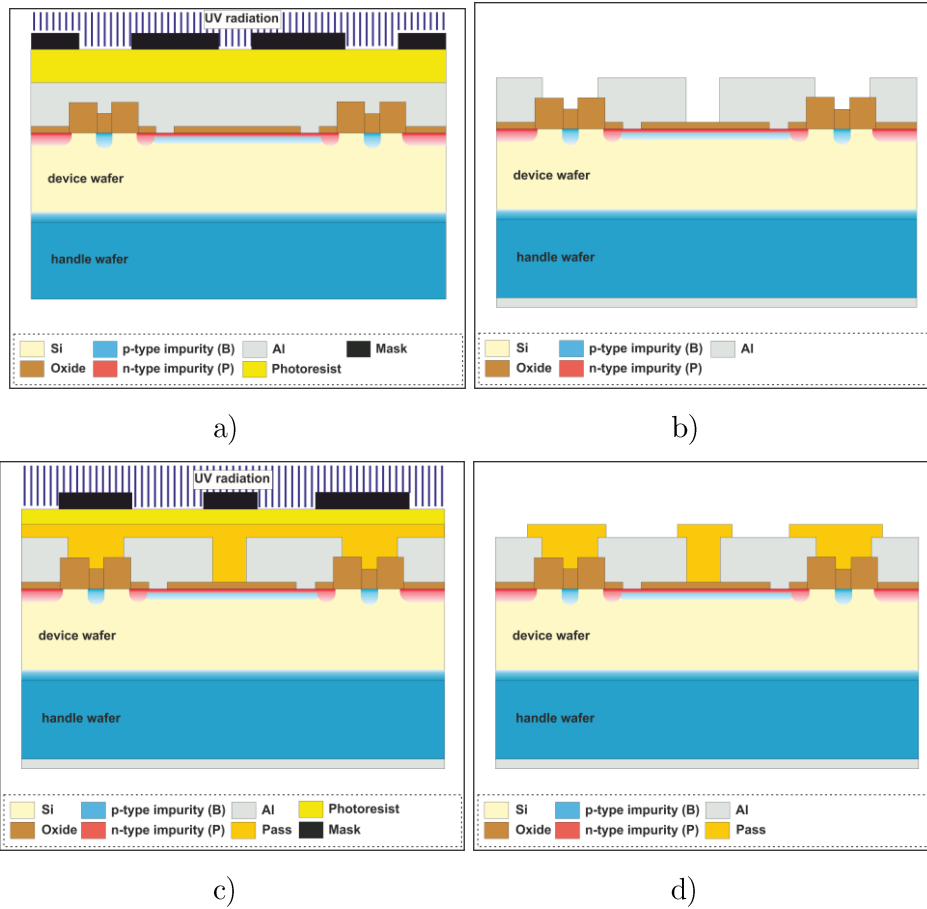 UV radiation
device wafer
handle wafer
Si p-type impurity (B) Al Mask
Oxide n-type impurity (P) Photoresist
a)
device wafer
handle wafer
Si p-type impurity (B) Al
Oxide n-type impurity (P)
b)
UV radiation
device wafer
handle wafer
Si p-type impurity (B) Al Photoresist
Oxide n-type impurity (P) Pass Mask
c)
device wafer
handle wafer
Si p-type impurity (B) Al
Oxide n-type impurity (P) Pass
d)